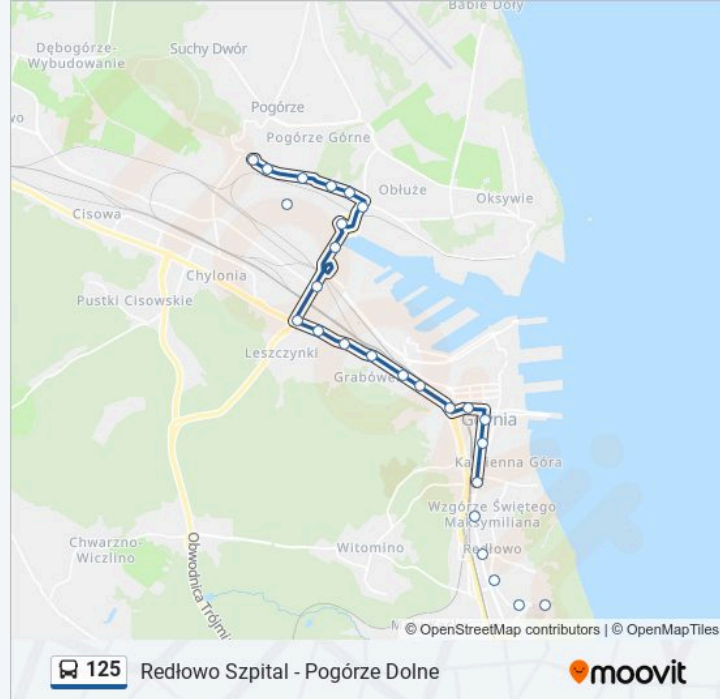 Babie Doły
Dębogórze-
Wybudowanie
Suchy Dwór
Pogórze
Pogórze Górne
Obłuże
Oksywie
Cisowa
Chylonia
Pustki Cisowskie
Leszczynki
Grabówek
Gdynia
Kamienna Góra
Wzgórze Świętego
Maksymiliana
Witomino
Redłowo
Chwarzno-
Wiczlino
Obwodnica Trójmi
© OpenStreetMap contributors | © OpenMapTiles
125
Redłowo Szpital - Pogórze Dolne
moovit